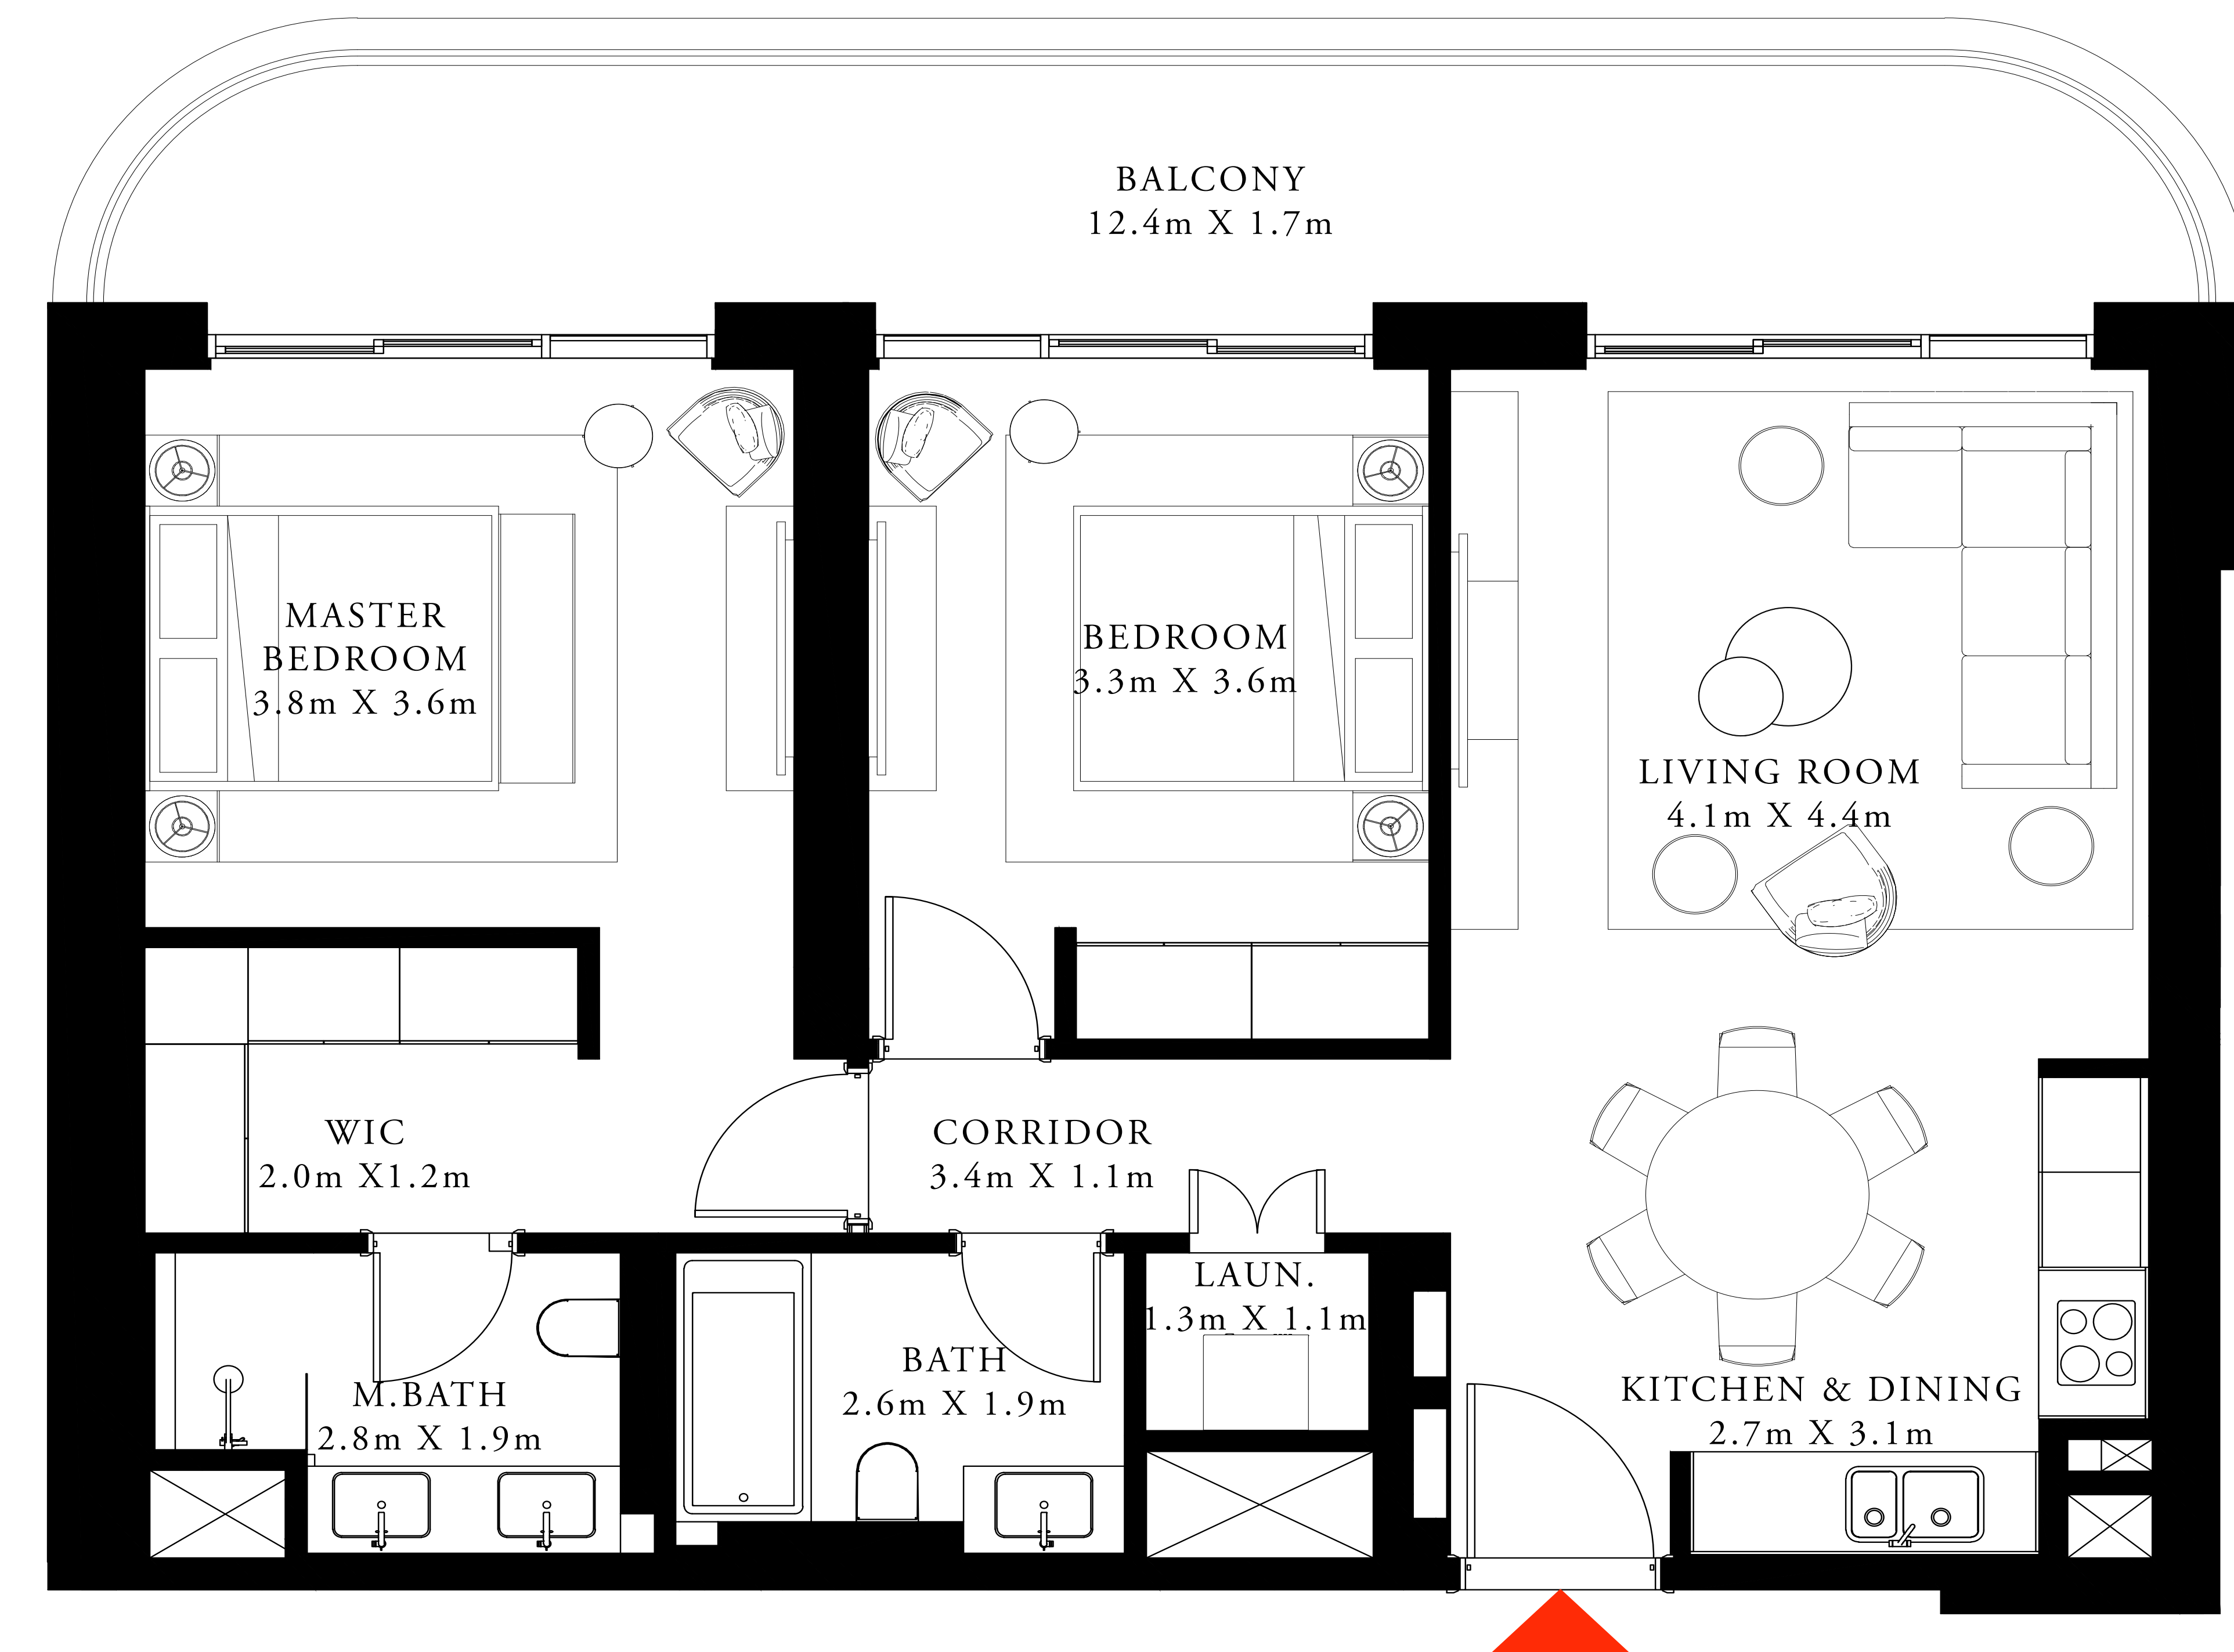 BALCONY
12.4m X 1.7m
MASTER
BEDROOM
3.8m X 3.6m
BEDROOM
3.3m X 3.6m
LIVING ROOM
4.1m X 4.4m
WIC
2.0m X1.2m
CORRIDOR
3.4m X 1.1m
LAUN.
1.3m X 1.1m
BATH
2.6m X 1.9m
M.BATH
2.8m X 1.9m
KITCHEN & DINING
2.7m X 3.1m